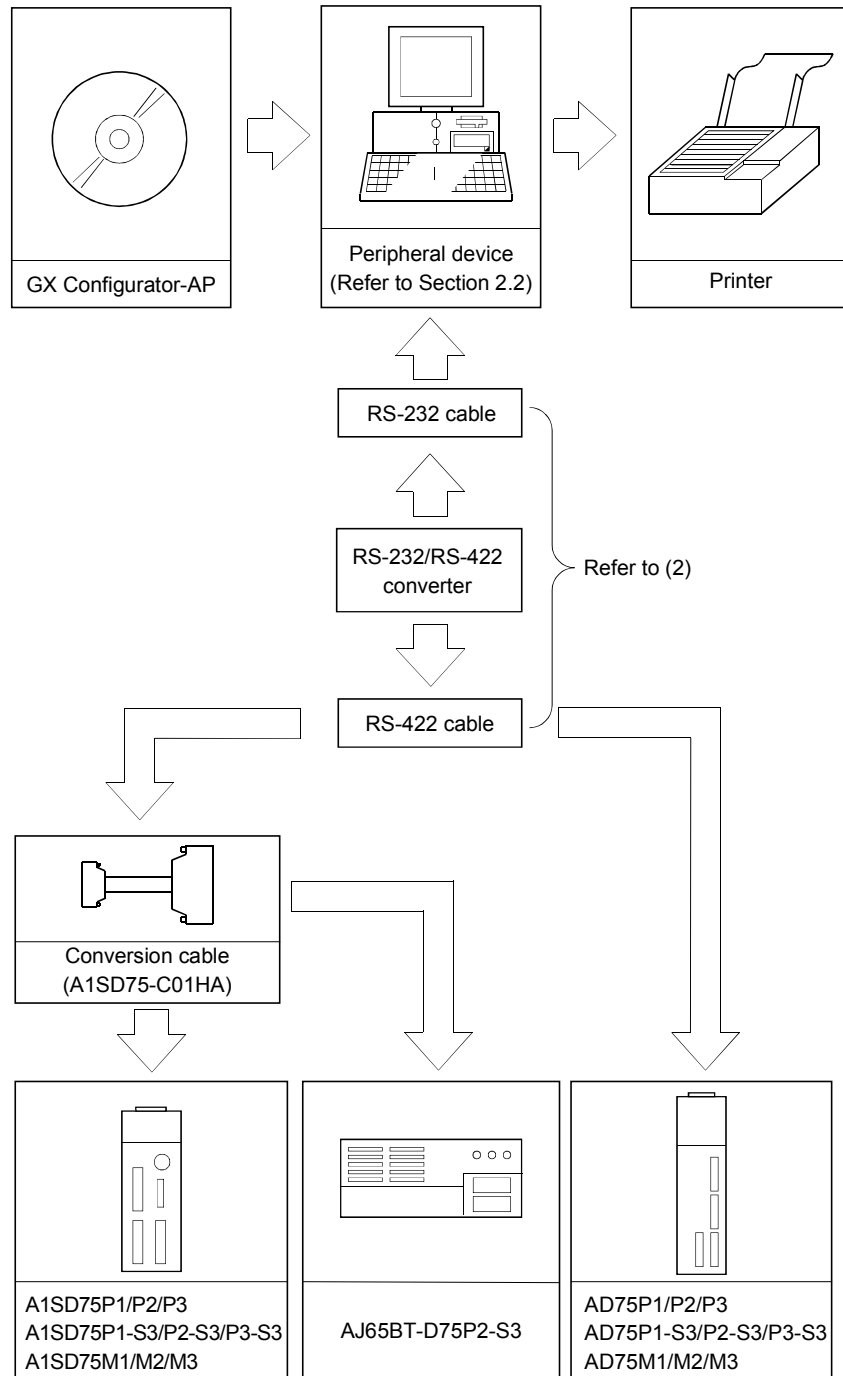 GX Configurator-AP
Peripheral device
(Refer to Section 2.2)
Printer
RS-232 cable
RS-232/RS-422
converter
Refer to (2)
RS-422 cable
Conversion cable
(A1SD75-C01HA)
A1SD75P1/P2/P3
A1SD75P1-S3/P2-S3/P3-S3
A1SD75M1/M2/M3
AJ65BT-D75P2-S3
AD75P1/P2/P3
AD75P1-S3/P2-S3/P3-S3
AD75M1/M2/M3